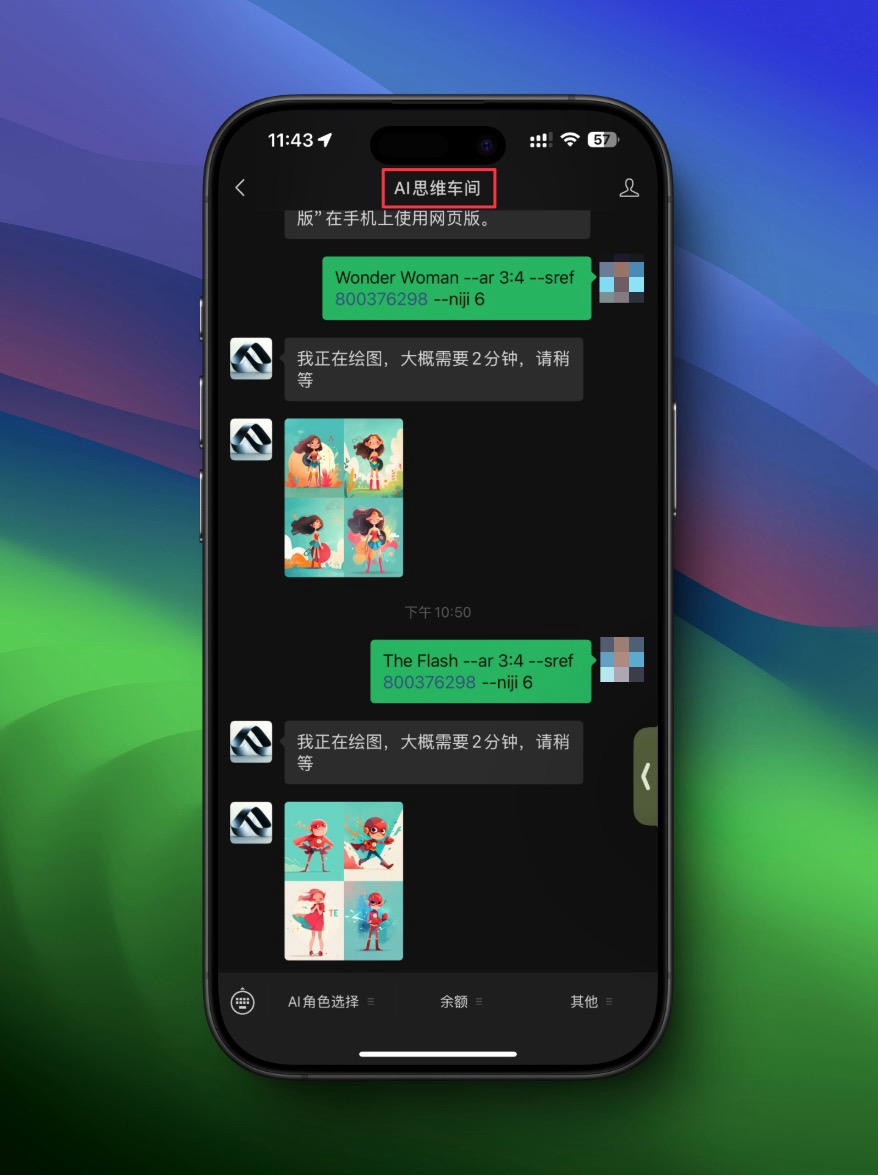 11:43
57
AI思维车间
版”在手机上使用网页版。
Wonder Woman --ar 3:4 --sref
800376298 --niji 6
我正在绘图，大概需要2分钟，请稍
等
下午10:50
The Flash --ar 3:4 --sref
800376298 --niji 6
我正在绘图，大概需要2分钟，请稍
等
TE
AI角色选择
余额
其他